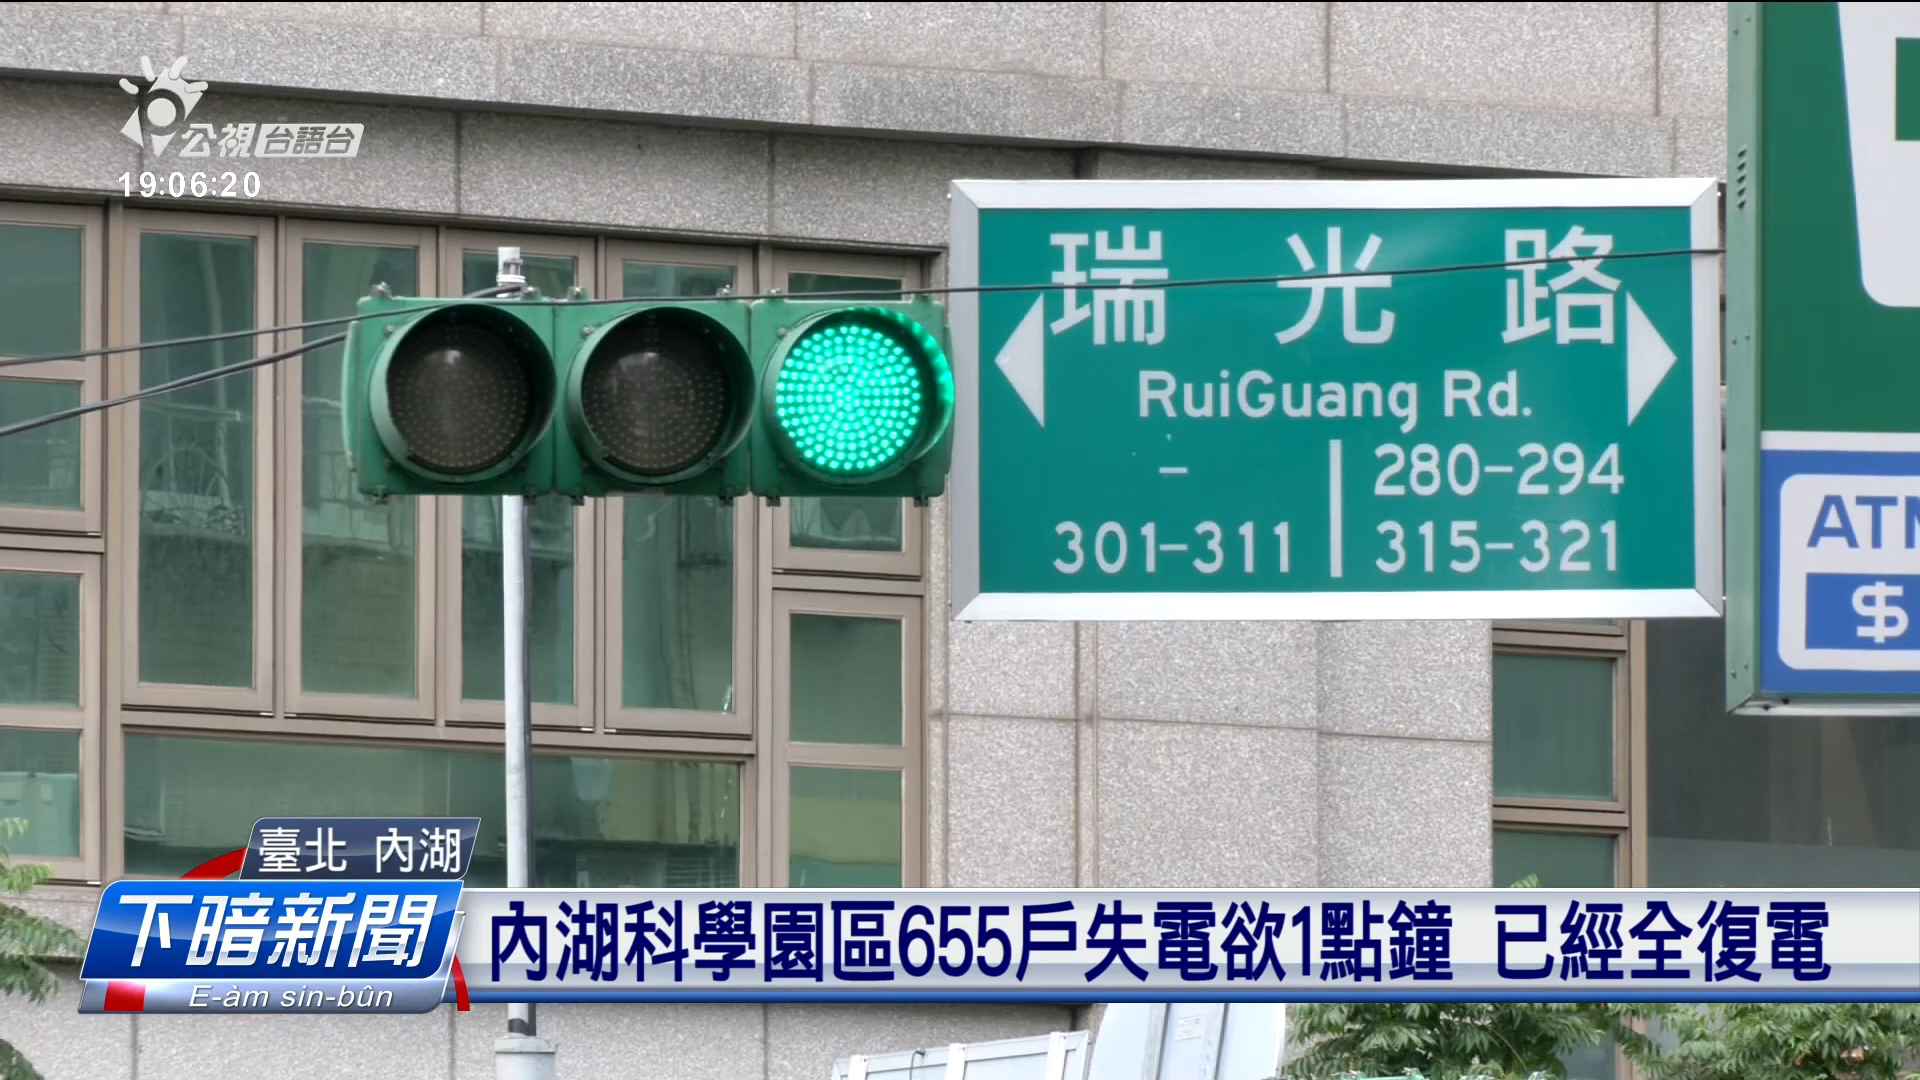 公視台語台
19:06:20
瑞光路
RuiGuang Rd.
- 280-294
301-311 315-321
ATM
$
臺北 內湖
下暗新聞
E-àm sin-bûn
內湖科學園區655戶失電欲1點鐘 已經全復電